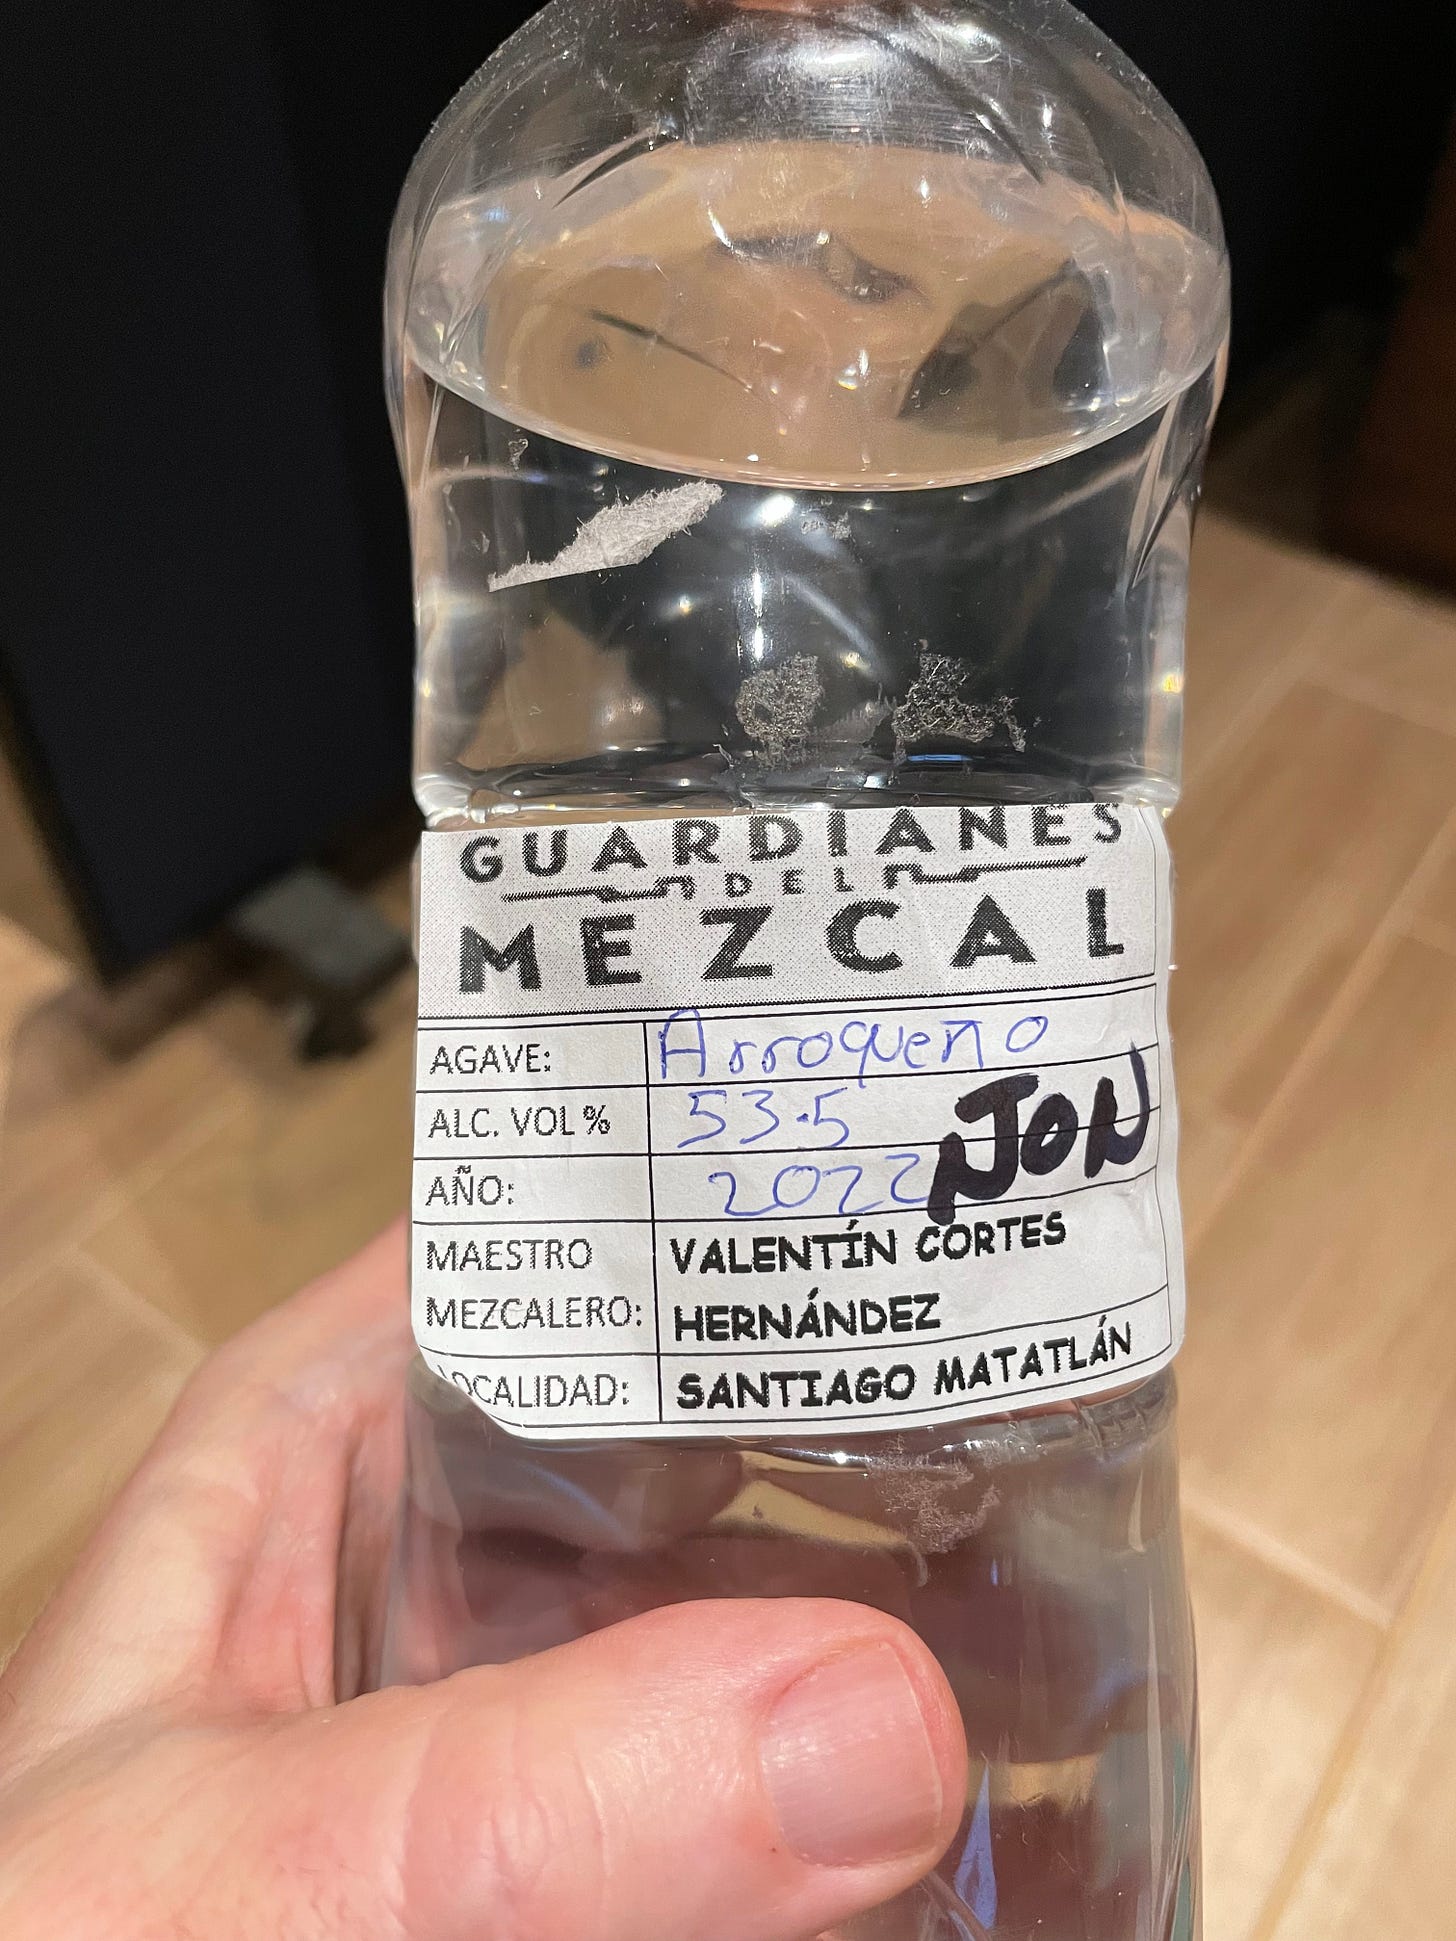 GUARDIANES
DEL
MEZCAL
AGAVE: Arroqueño
ALC. VOL% 53.5
AÑO: 2022
JON
MAESTRO MEZCALERO: VALENTÍN CORTES
HERNÁNDEZ
LOCALIDAD: SANTIAGO MATATLÁN